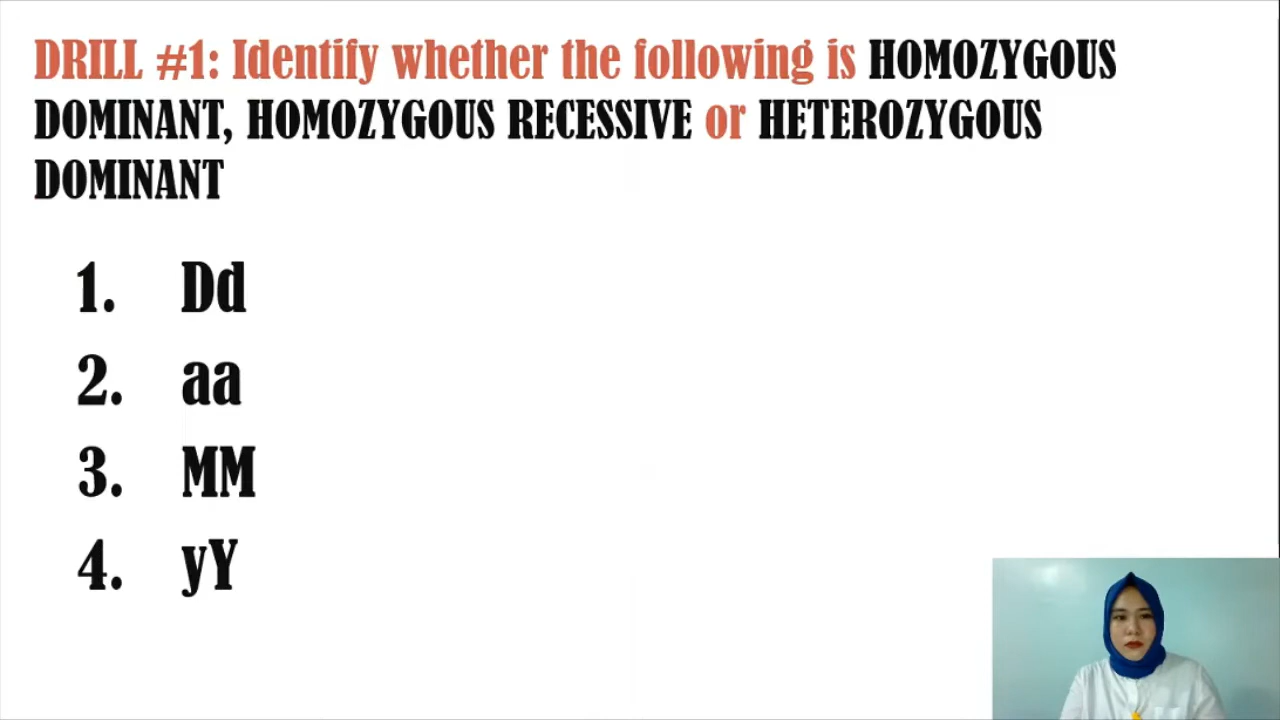 DRILL #1: Identify whether the following is HOMOZYGOUS
DOMINANT, HOMOZYGOUS RECESSIVE or HETEROZYGOUS
DOMINANT
1. Dd
2. aa
3. MM
4. yY